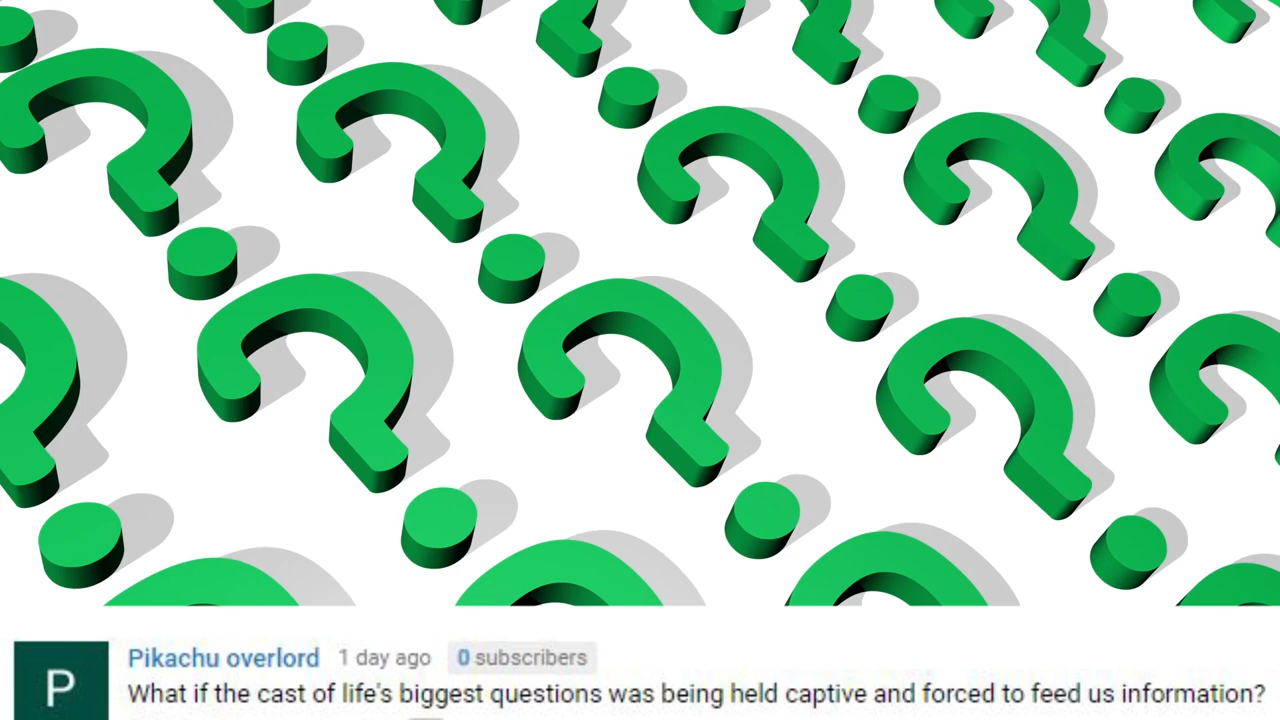 P
Pikachu overlord 1 day ago 0 subscribers
What if the cast of life's biggest questions was being held captive and forced to feed us information?